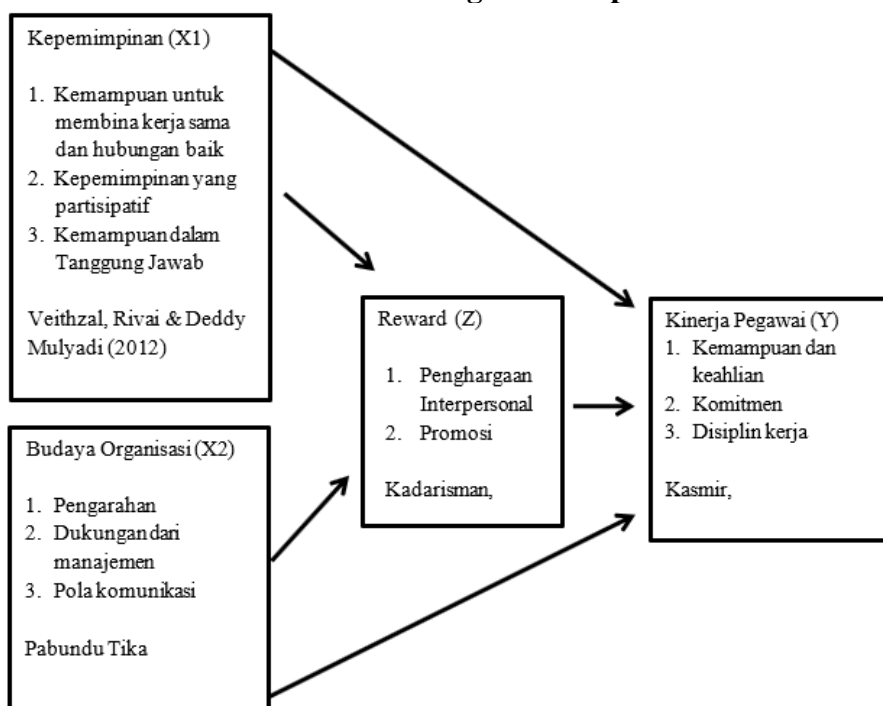 Kepemimpinan (X1)
1. Kemampuan untuk
membina kerja sama
dan hubungan baik
2. Kepemimpinan yang
partisipatif
3. Kemampuan dalam
Tanggung Jawab
Veithzal, Rivai & Deddy
Mulyadi (2012)
Budaya Organisasi (X2)
1. Pengarahan
2. Dukungan dari
manajemen
3. Pola komunikasi
Pabundu Tika
Reward (Z)
1. Penghargaan
Interpersonal
2. Promosi
Kadarisman,
Kinerja Pegawai (Y)
1. Kemampuan dan
keahlian
2. Komitmen
3. Disiplin kerja
Kasmir,